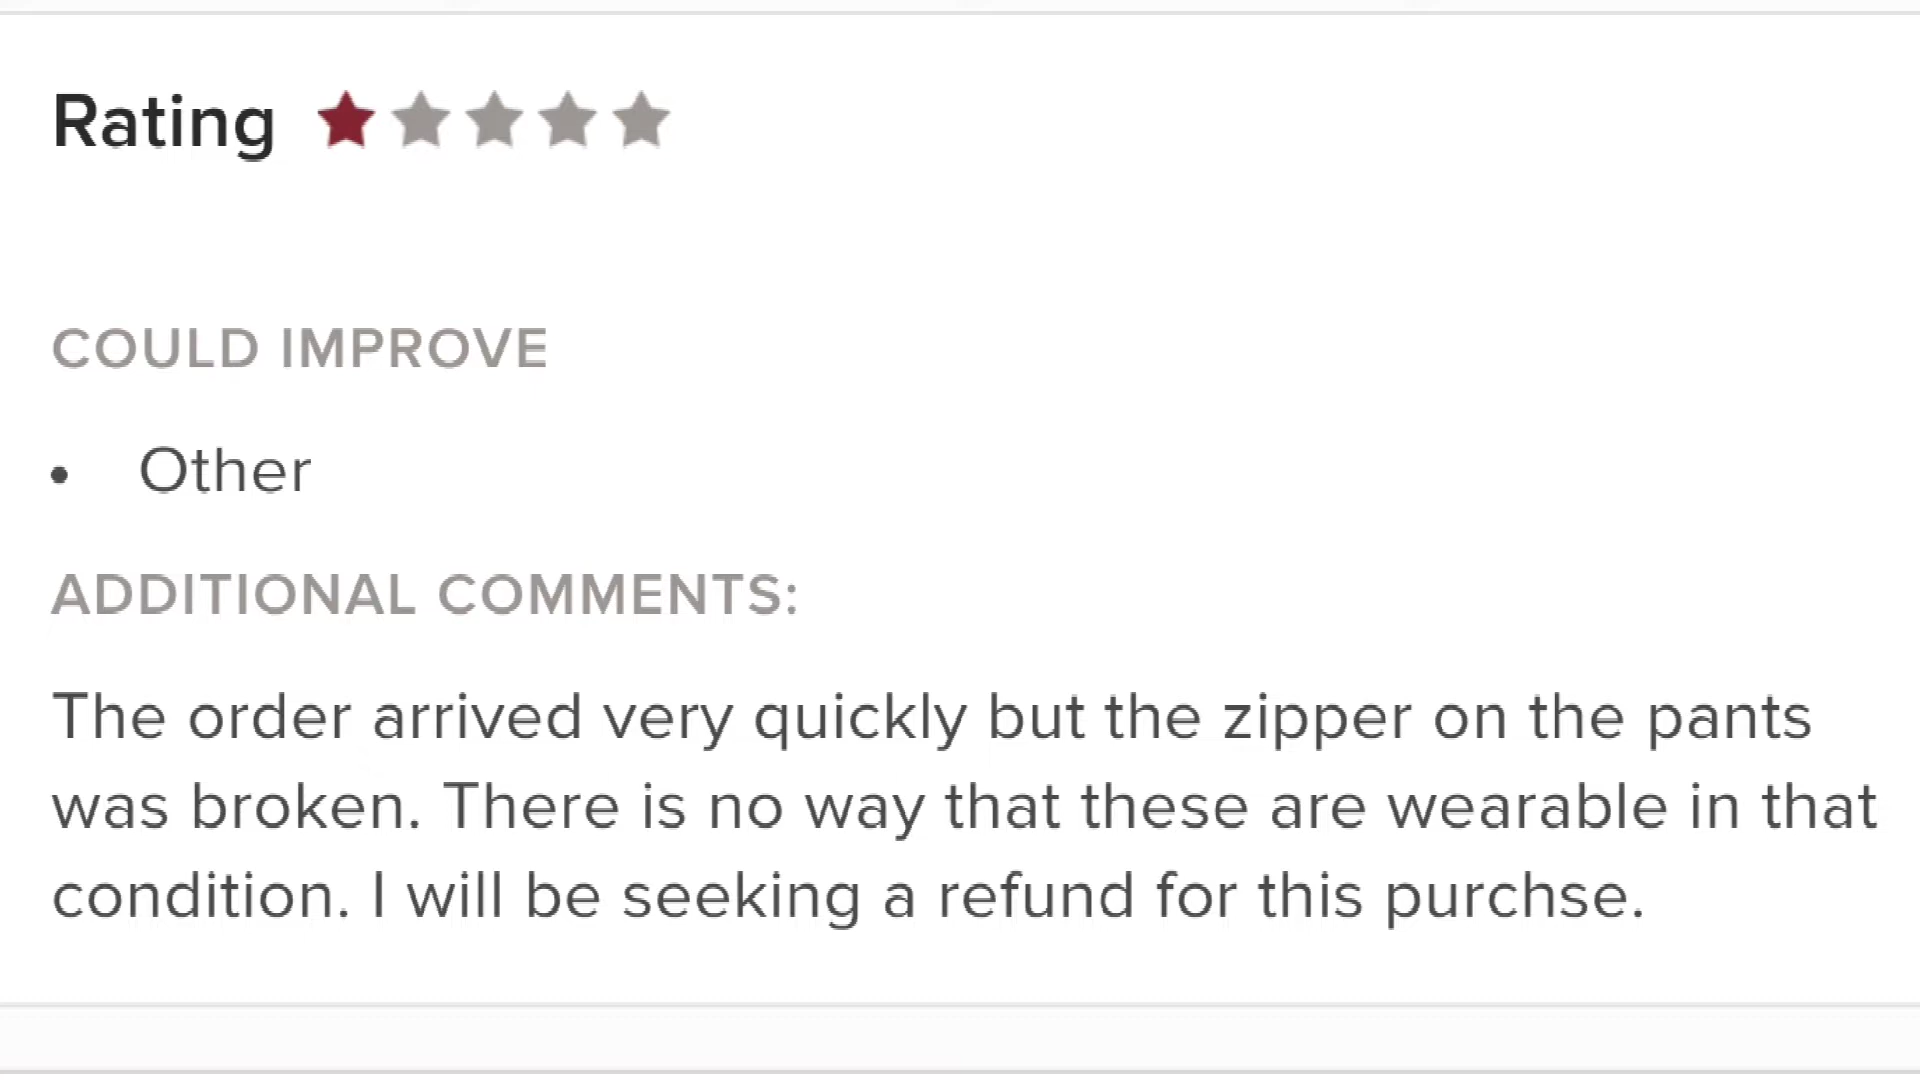 Rating
COULD IMPROVE
• Other
ADDITIONAL COMMENTS:
The order arrived very quickly but the zipper on the pants
was broken. There is no way that these are wearable in that
condition. I will be seeking a refund for this purchse.